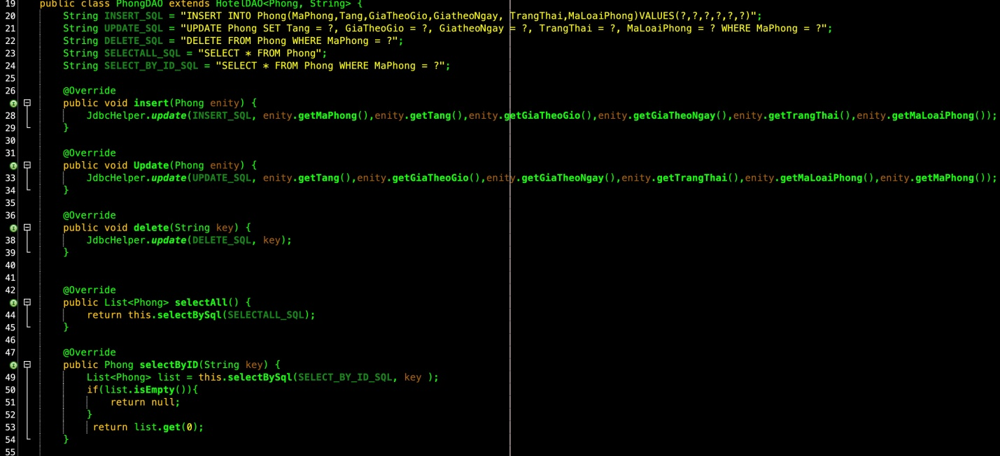 19 public class PhongDAO extends HotelDAO<Phong, String> {
20 String INSERT_SQL = "INSERT INTO Phong(MaPhong,Tang,GiaTheoGio,GiatheoNgay, TrangThai,MaLoaiPhong)VALUES(?,?,?,?,?,?)";
21 String UPDATE_SQL = "UPDATE Phong SET Tang = ?, GiaTheoGio = ?, GiatheoNgay = ?, TrangThai = ?, MaLoaiPhong = ? WHERE MaPhong = ?";
22 String DELETE_SQL = "DELETE FROM Phong WHERE MaPhong = ?";
23 String SELECTALL_SQL = "SELECT * FROM Phong";
24 String SELECT_BY_ID_SQL = "SELECT * FROM Phong WHERE MaPhong = ?";
25
26 @Override
public void insert(Phong enity) {
28 JdbcHelper.update(INSERT_SQL, enity.getMaPhong(),enity.getTang(),enity.getGiaTheoGio(),enity.getGiaTheoNgay(),enity.getTrangThai(),enity.getMaLoaiPhong());
29 }
30
31 @Override
public void Update(Phong enity) {
33 JdbcHelper.update(UPDATE_SQL, enity.getTang(),enity.getGiaTheoGio(),enity.getGiaTheoNgay(),enity.getTrangThai(),enity.getMaLoaiPhong(),enity.getMaPhong());
34 }
35
36 @Override
public void delete(String key) {
38 JdbcHelper.update(DELETE_SQL, key);
39 }
40
41
42 @Override
public List<Phong> selectAll() {
44 return this.selectBySql(SELECTALL_SQL);
45 }
46
47 @Override
public Phong selectByID(String key) {
49 List<Phong> list = this.selectBySql(SELECT_BY_ID_SQL, key );
50 if(list.isEmpty()){
51 return null;
52 }
53 return list.get(0);
54 }
55